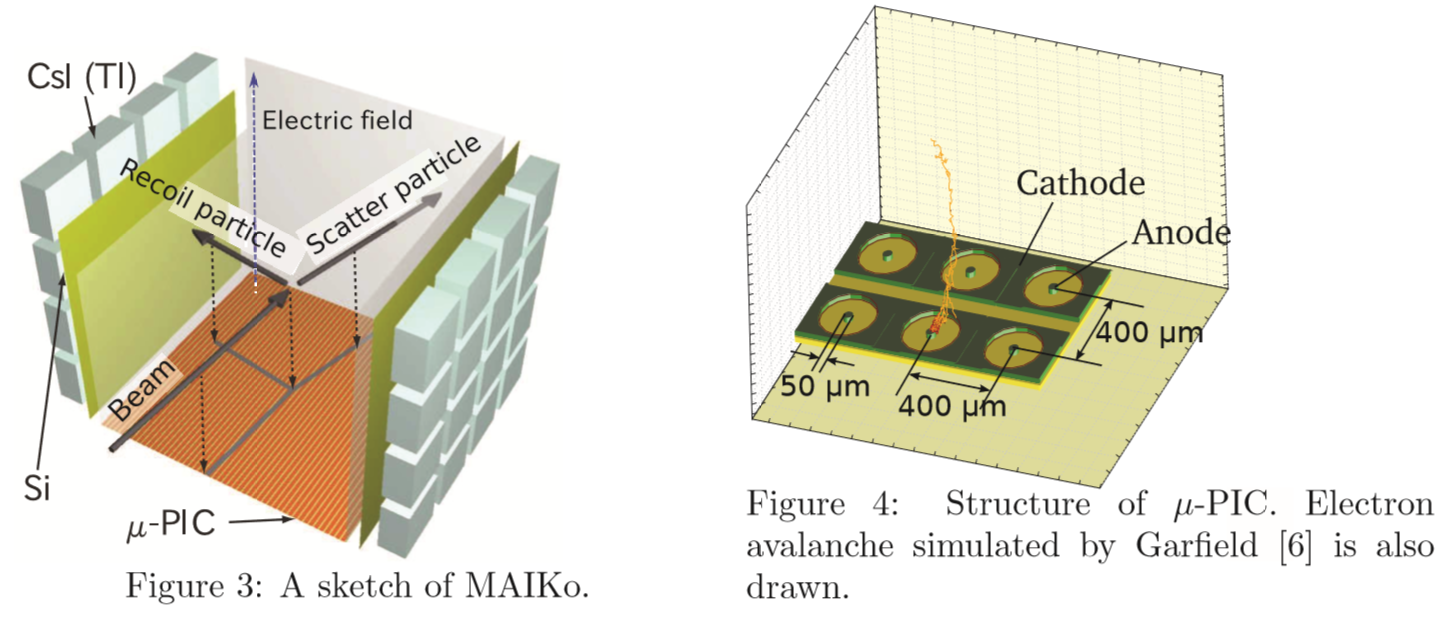 CsI (Tl)
Electric field
Recoil particle
Scatter particle
Beam
Si
μ-PIC
Figure 3: A sketch of MAIKo.
Cathode
Anode
400 μm
50 μm
400 μm
Figure 4: Structure of μ-PIC. Electron
avalanche simulated by Garfield [6] is also
drawn.